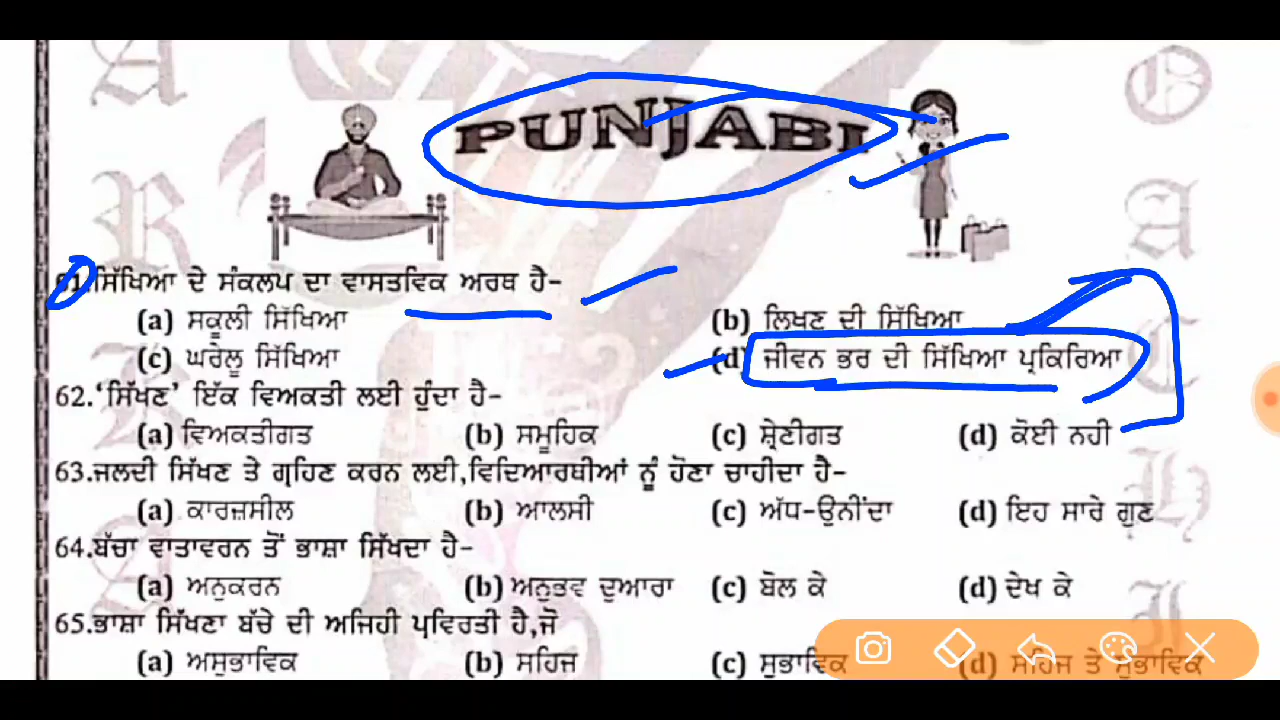 PUNJABI
61.ਸਿੱਖਿਆ ਦੇ ਸੰਕਲਪ ਦਾ ਵਾਸਤਵਿਕ ਅਰਥ ਹੈ-
(a) ਸਕੂਲੀ ਸਿੱਖਿਆ (b) ਲਿਖਣ ਦੀ ਸਿੱਖਿਆ
(c) ਘਰੇਲੂ ਸਿੱਖਿਆ (d) ਜੀਵਨ ਭਰ ਦੀ ਸਿੱਖਿਆ ਪ੍ਰਕਿਰਿਆ
62.‘ਸਿੱਖਣ’ ਇੱਕ ਵਿਅਕਤੀ ਲਈ ਹੁੰਦਾ ਹੈ-
(a) ਵਿਅਕਤੀਗਤ (b) ਸਮੂਹਿਕ (c) ਸ਼੍ਰੇਣੀਗਤ (d) ਕੋਈ ਨਹੀ
63.ਜਲਦੀ ਸਿੱਖਣ ਤੇ ਗ੍ਰਹਿਣ ਕਰਨ ਲਈ,ਵਿਦਿਆਰਥੀਆਂ ਨੂੰ ਹੋਣਾ ਚਾਹੀਦਾ ਹੈ-
(a) ਕਾਰਜ਼ਸੀਲ (b) ਆਲਸੀ (c) ਅੱਧ-ਉਨੀਂਦਾ (d) ਇਹ ਸਾਰੇ ਗੁਣ
64.ਬੱਚਾ ਵਾਤਾਵਰਨ ਤੋਂ ਭਾਸ਼ਾ ਸਿੱਖਦਾ ਹੈ-
(a) ਅਨੁਕਰਨ (b) ਅਨੁਭਵ ਦੁਆਰਾ (c) ਬੋਲ ਕੇ (d) ਦੇਖ ਕੇ
65.ਭਾਸ਼ਾ ਸਿੱਖਣਾ ਬੱਚੇ ਦੀ ਅਜਿਹੀ ਪ੍ਰਵਿਰਤੀ ਹੈ,ਜੋ
(a) ਅਸੁਭਾਵਿਕ (b) ਸਹਿਜ (c) ਸੁਭਾਵਿਕ (d) ਸਹਿਜ ਤੇ ਸੁਭਾਵਿਕ